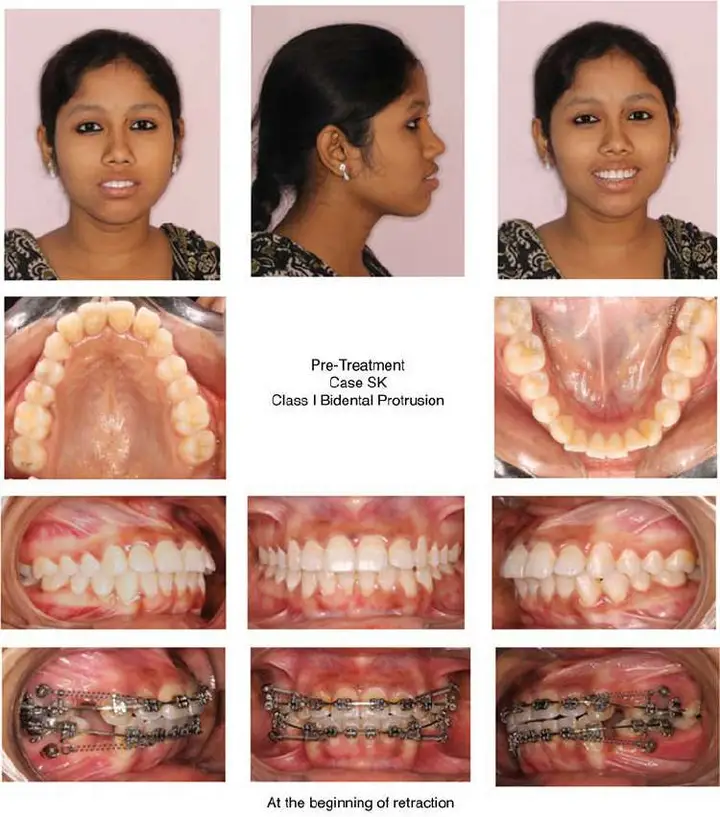 Pre-Treatment
Case SK
Class I Bidental Protrusion
At the beginning of retraction